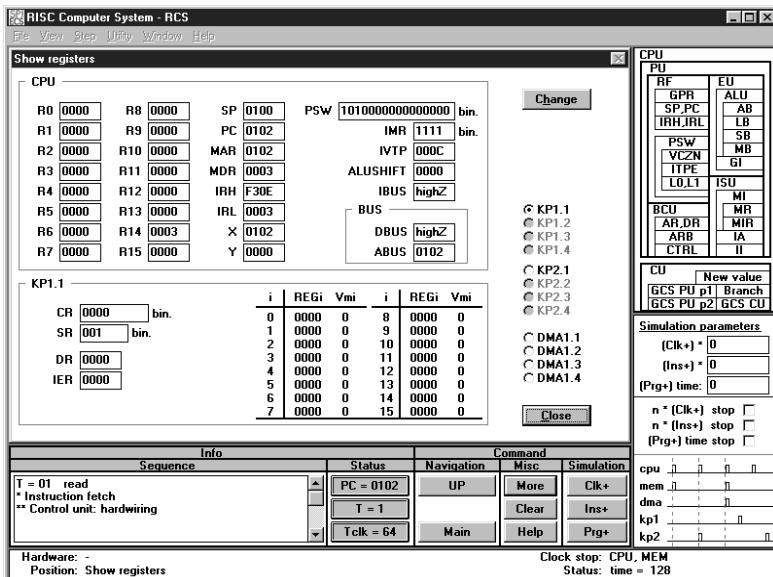 RISC Computer System - RCS
File View Step Utility Window Help
Show registers
CPU
R0 0000 R8 0000 SP 0100 PSW 1010000000000000 bin.
R1 0000 R9 0000 PC 0102 IMR 1111 bin.
R2 0000 R10 0000 MAR 0102 IVTP 000C
R3 0000 R11 0000 MDR 0003 ALUSHIFT 0000
R4 0000 R12 0000 IRH F30E IBUS highZ
R5 0000 R13 0000 IRL 0003 BUS
R6 0000 R14 0003 X 0102 DBUS highZ
R7 0000 R15 0000 Y 0000 ABUS 0102
Change
KP1.1
KP1.2
KP1.3
KP1.4
KP2.1
KP2.2
KP2.3
KP2.4
DMA1.1
DMA1.2
DMA1.3
DMA1.4
Close
KP1.1
CR 0000 bin.
SR 001 bin.
DR 0000
IER 0000
i REGi Vmi i REGi Vmi
0 0000 0 8 0000 0
1 0000 0 9 0000 0
2 0000 0 10 0000 0
3 0000 0 11 0000 0
4 0000 0 12 0000 0
5 0000 0 13 0000 0
6 0000 0 14 0000 0
7 0000 0 15 0000 0
CPU
PU
RF EU
GPR ALU
SP,PC AB
IRH,IRL LB
SB
PSW MB
VCZN GI
ITPE
L0,L1 ISU
MI
BCU MR
AR,DR MIR
ARB IA
CTRL II
CU New value
GCS PU p1 Branch
GCS PU p2 GCS CU
Simulation parameters
(Clk+) * 0
(Ins+) * 0
(Prg+) time: 0
n * (Clk+) stop
n * (Ins+) stop
(Prg+) time stop
cpu
mem
dma
kp1
kp2
Info Command
Sequence Status Navigation Misc Simulation
T = 01 read
* Instruction fetch
** Control unit: hardwiring
PC = 0102 UP More Clk+
T = 1 Clear Ins+
Tclk = 64 Main Help Prg+
Hardware: - Clock stop: CPU, MEM
Position: Show registers Status: time = 128